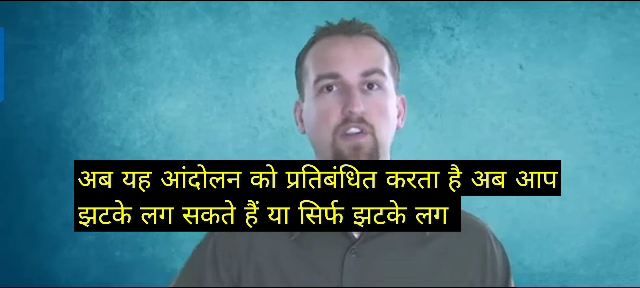 अब यह आंदोलन को प्रतिबंधित करता है अब आप
झटके लग सकते हैं या सिर्फ झटके लग